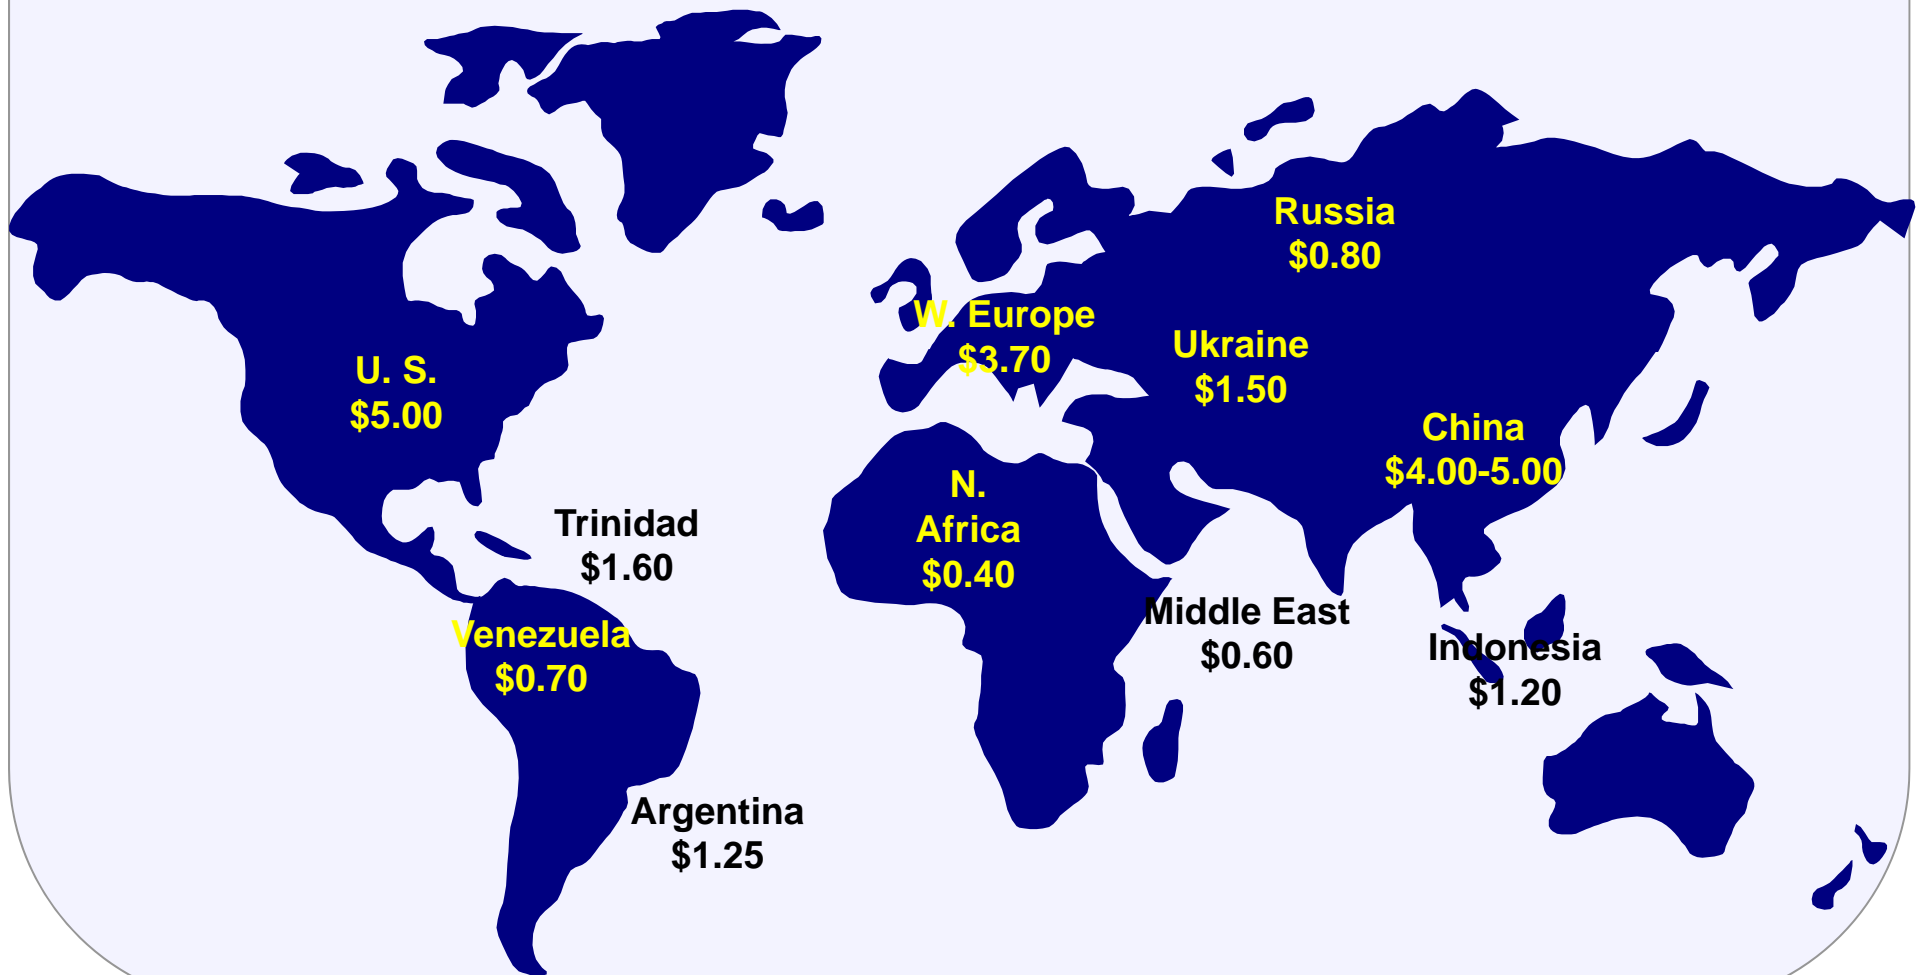 Russia
$0.80
W. Europe
$3.70
Ukraine
$1.50
U. S.
$5.00
China
$4.00-5.00
N.
Africa
$0.40
Trinidad
$1.60
Middle East
$0.60
Venezuela
$0.70
Indonesia
$1.20
Argentina
$1.25